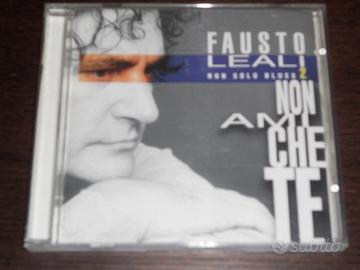 FAUSTO
LEALI
NON SOLO BLUES 2
NON
AMI
CHE
TE
subito